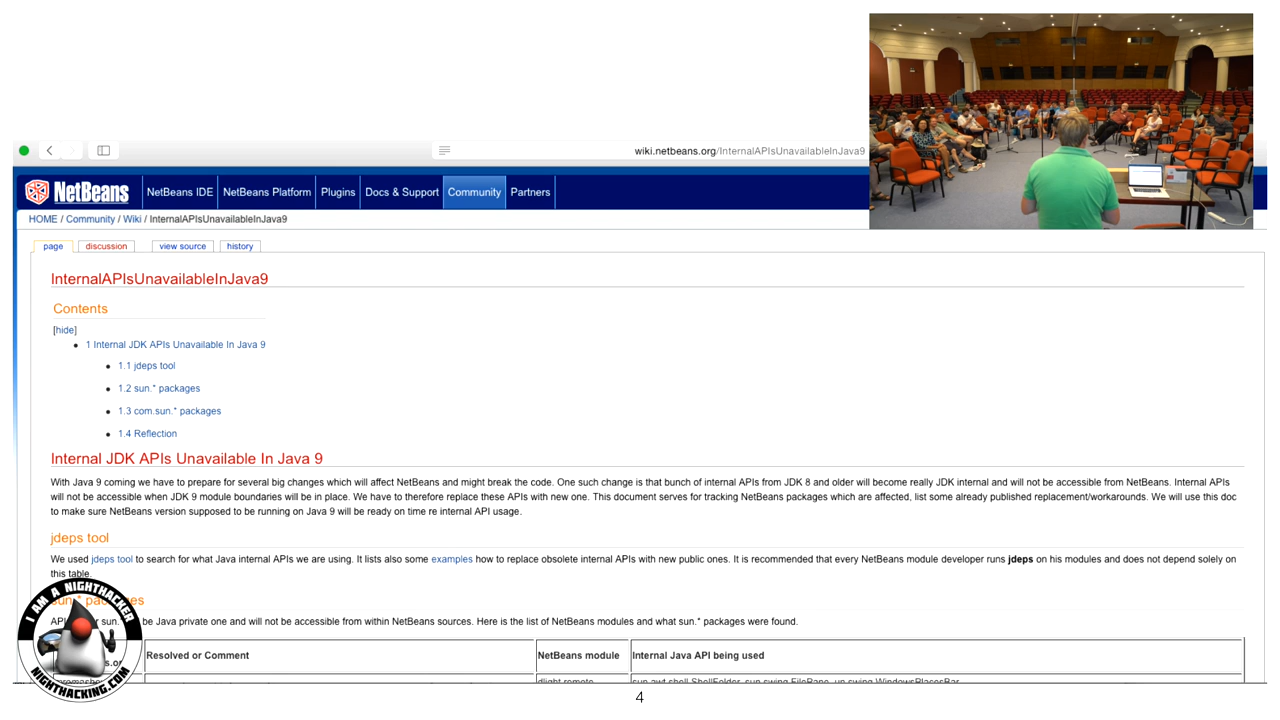 wiki.netbeans.org/InternalAPIsUnavailableInJava9
NetBeans
NetBeans IDE
NetBeans Platform
Plugins
Docs & Support
Community
Partners
HOME / Community / Wiki / InternalAPIsUnavailableInJava9
page
discussion
view source
history
InternalAPIsUnavailableInJava9
Contents
[hide]
1 Internal JDK APIs Unavailable In Java 9
1.1 jdeps tool
1.2 sun.* packages
1.3 com.sun.* packages
1.4 Reflection
Internal JDK APIs Unavailable In Java 9
With Java 9 coming we have to prepare for several big changes which will affect NetBeans and might break the code. One such change is that bunch of internal APIs from JDK 8 and older will become really JDK internal and will not be accessible from NetBeans. Internal APIs
will not be accessible when JDK 9 module boundaries will be in place. We have to therefore replace these APIs with new one. This document serves for tracking NetBeans packages which are affected, list some already published replacement/workarounds. We will use this doc
to make sure NetBeans version supposed to be running on Java 9 will be ready on time re internal API usage.
jdeps tool
We used jdeps tool to search for what Java internal APIs we are using. It lists also some examples how to replace obsolete internal APIs with new public ones. It is recommended that every NetBeans module developer runs jdeps on his modules and does not depend solely on
this table.
sun.* packages
be Java private one and will not be accessible from within NetBeans sources. Here is the list of NetBeans modules and what sun.* packages were found.
Resolved or Comment
NetBeans module
Internal Java API being used
I AM A NIGHTHACKER
NIGHTHACKING.COM
4